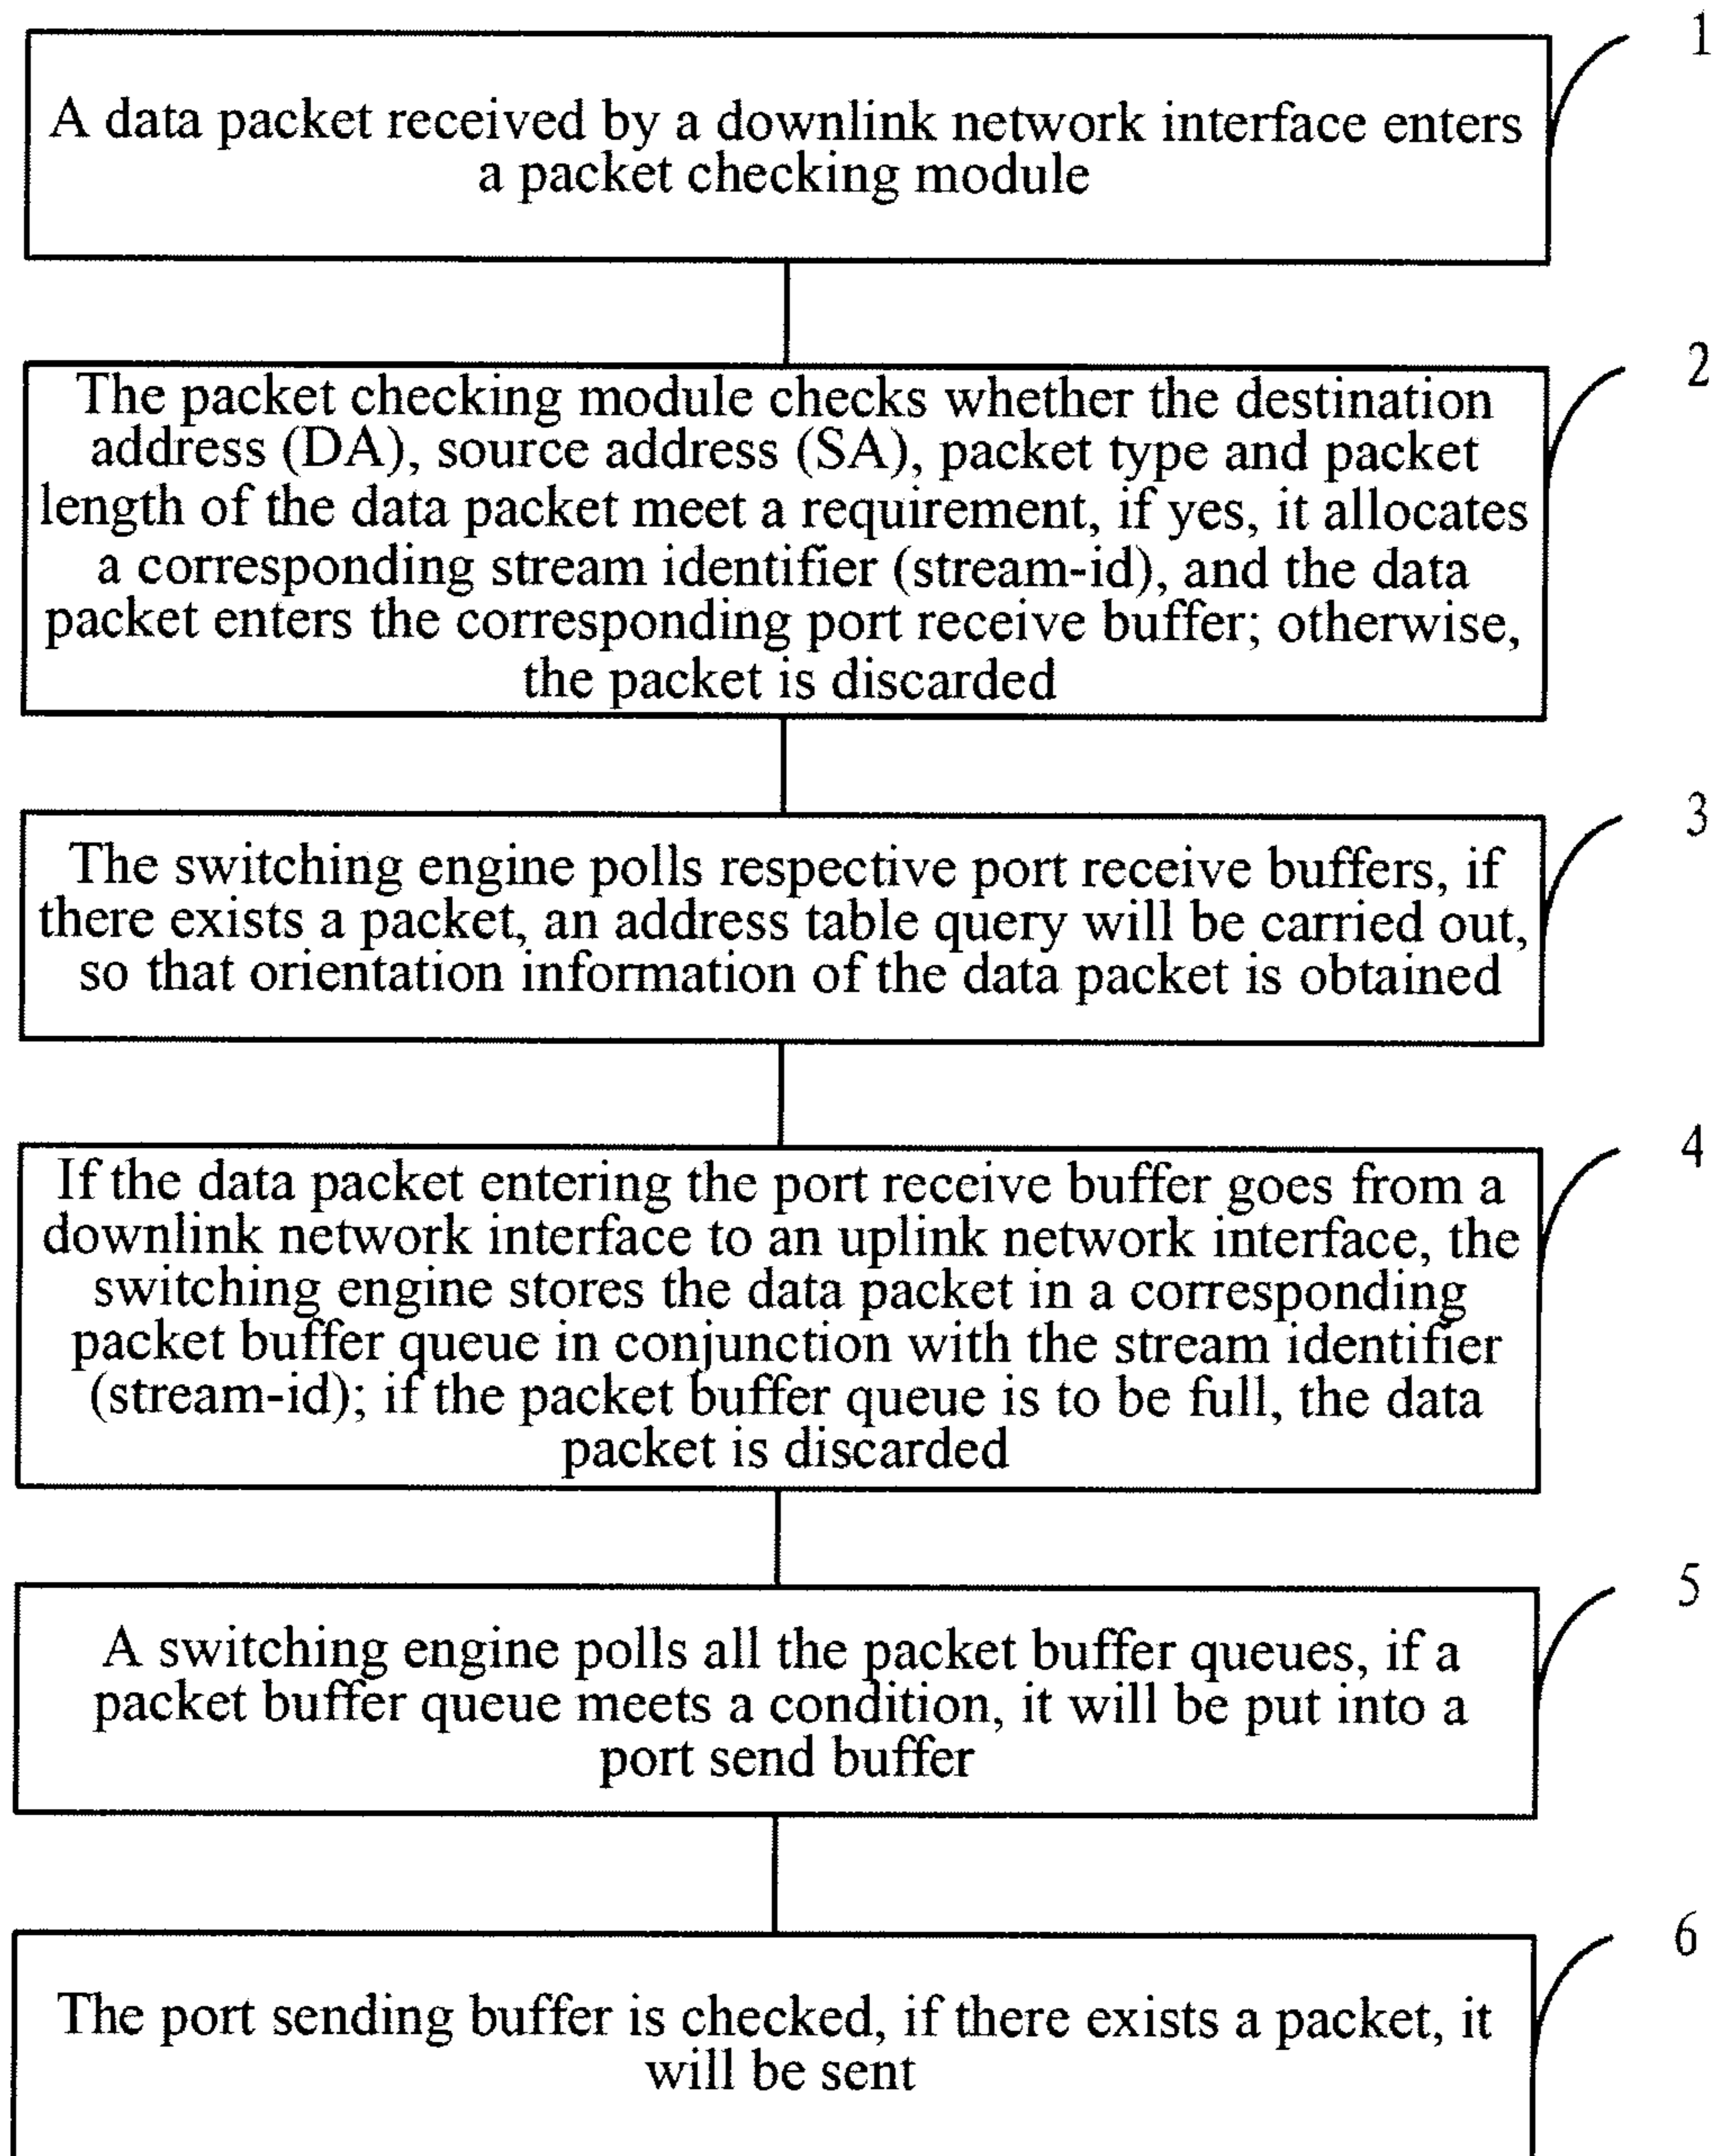 1
A data packet received by a downlink network interface enters
a packet checking module
2
The packet checking module checks whether the destination
address (DA), source address (SA), packet type and packet
length of the data packet meet a requirement, if yes, it allocates
a corresponding stream identifier (stream-id), and the data
packet enters the corresponding port receive buffer; otherwise,
the packet is discarded
3
The switching engine polls respective port receive buffers, if
there exists a packet, an address table query will be carried out,
so that orientation information of the data packet is obtained
4
If the data packet entering the port receive buffer goes from a
downlink network interface to an uplink network interface, the
switching engine stores the data packet in a corresponding
packet buffer queue in conjunction with the stream identifier
(stream-id); if the packet buffer queue is to be full, the data
packet is discarded
5
A switching engine polls all the packet buffer queues, if a
packet buffer queue meets a condition, it will be put into a
port send buffer
6
The port sending buffer is checked, if there exists a packet, it
will be sent